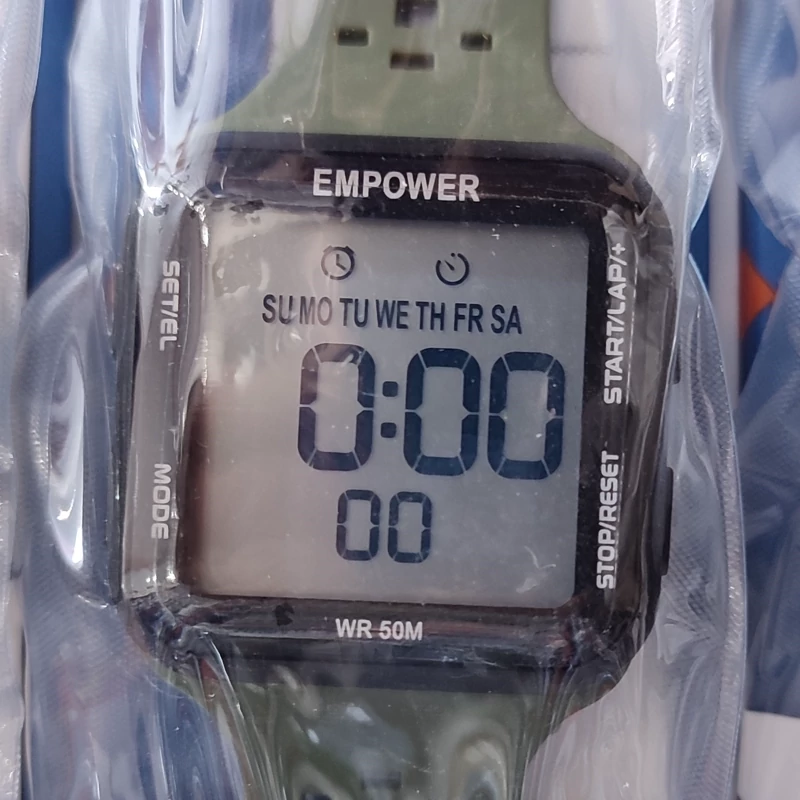 EMPOWER
SET/EL
START/LAP/+
SU MO TU WE TH FR SA
0:00
00
MODE
STOP/RESET
WR 50M